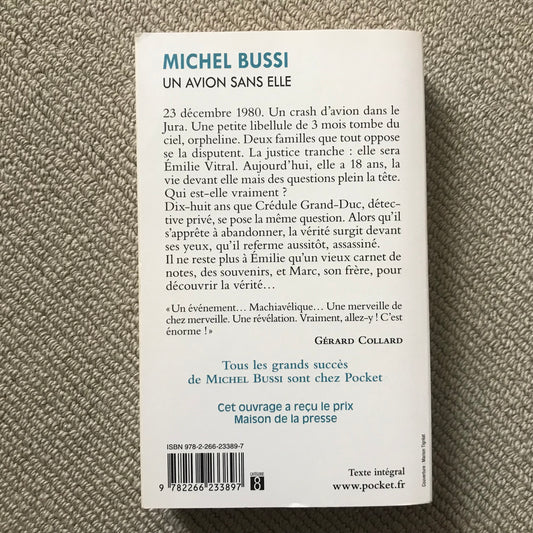 MICHEL BUSSI
UN AVION SANS ELLE
23 décembre 1980. Un crash d'avion dans le
Jura. Une petite libellule de 3 mois tombe du
ciel, orpheline. Deux familles que tout oppose
se la disputent. La justice tranche : elle sera
Émilie Vitral. Aujourd'hui, elle a 18 ans, la
vie devant elle mais des questions plein la tête.
Qui est-elle vraiment ?
Dix-huit ans que Crédule Grand-Duc, détec-
tive privé, se pose la même question. Alors qu'il
s'apprête à abandonner, la vérité surgit devant
ses yeux, qu'il referme aussitôt, assassiné.
Il ne reste plus à Émilie qu'un vieux carnet de
notes, des souvenirs, et Marc, son frère, pour
découvrir la vérité...
« Un événement... Machiavélique... Une merveille de
chez merveille. Une révélation. Vraiment, allez-y ! C'est
énorme ! »
GÉRARD COLLARD
Tous les grands succès
de MICHEL BUSSI sont chez Pocket
Cet ouvrage a reçu le prix
Maison de la presse
ISBN 978-2-266-23389-7
9 782266 233897
8
Texte intégral
www.pocket.fr